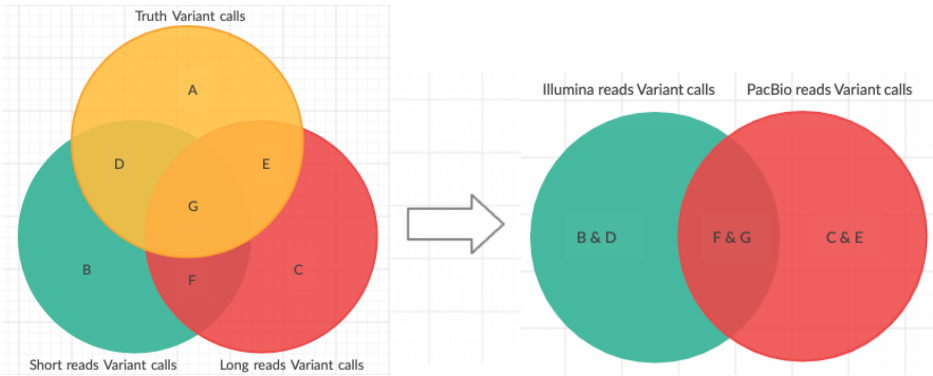 Truth Variant calls
A
D
E
G
B
F
C
Short reads Variant calls
Long reads Variant calls
Illumina reads Variant calls
PacBio reads Variant calls
B & D
F & G
C & E